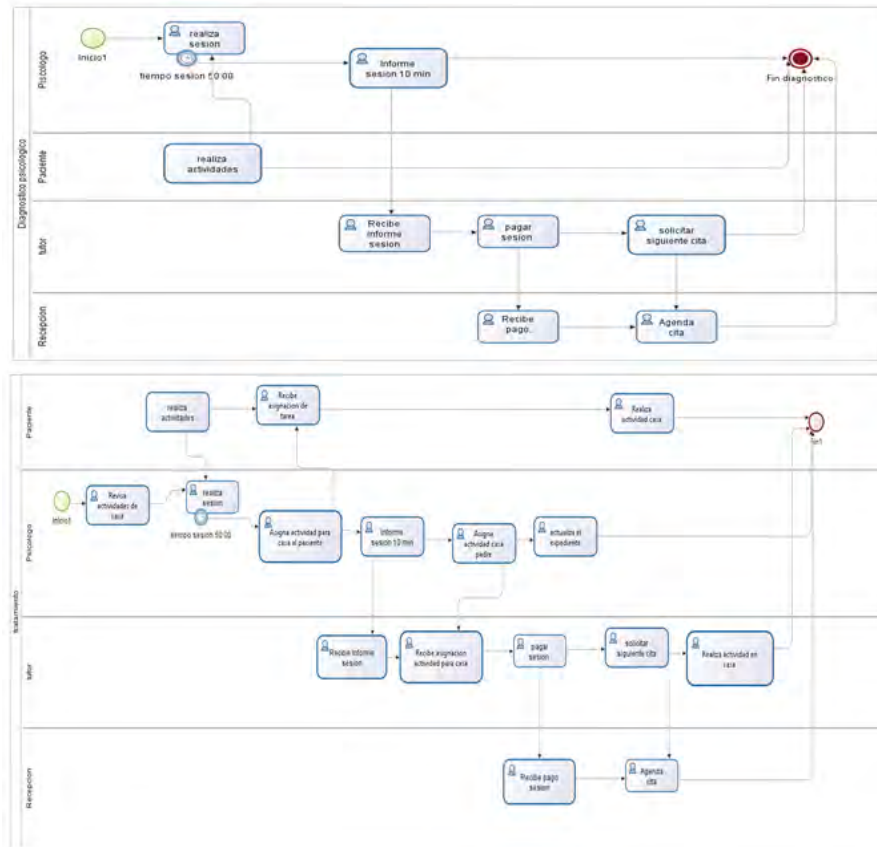 Diagnostico psicologico
Piscologo
Inicio1
realiza
sesion
tiempo sesion 50:00
Informe
sesion 10 min
Fin diagnostico
Paciente
realiza
actividades
tutor
Recibe
informe
sesion
pagar
sesion
solicitar
siguiente cita
Recepcion
Recibe
pago.
Agenda
cita
tratamiento
Paciente
realiza
actividades
Recibe
asignacion de
tarea
Realiza
actividad casa
fin1
Psicologo
Inicio1
Revisa
actividades de
casa
realiza
sesion
tiempo sesion 50:00
Asigna actividad para
casa al paciente
Informe
sesion 10 min
Asigna
actividad casa
padre
actualiza el
expediente
tutor
Recibe informe
sesion
Recibe asignacion
actividad para casa
pagar
sesion
solicitar
siguiente cita
Realiza actividad en
casa
Recepcion
Recibe pago
sesion
Agenda
cita